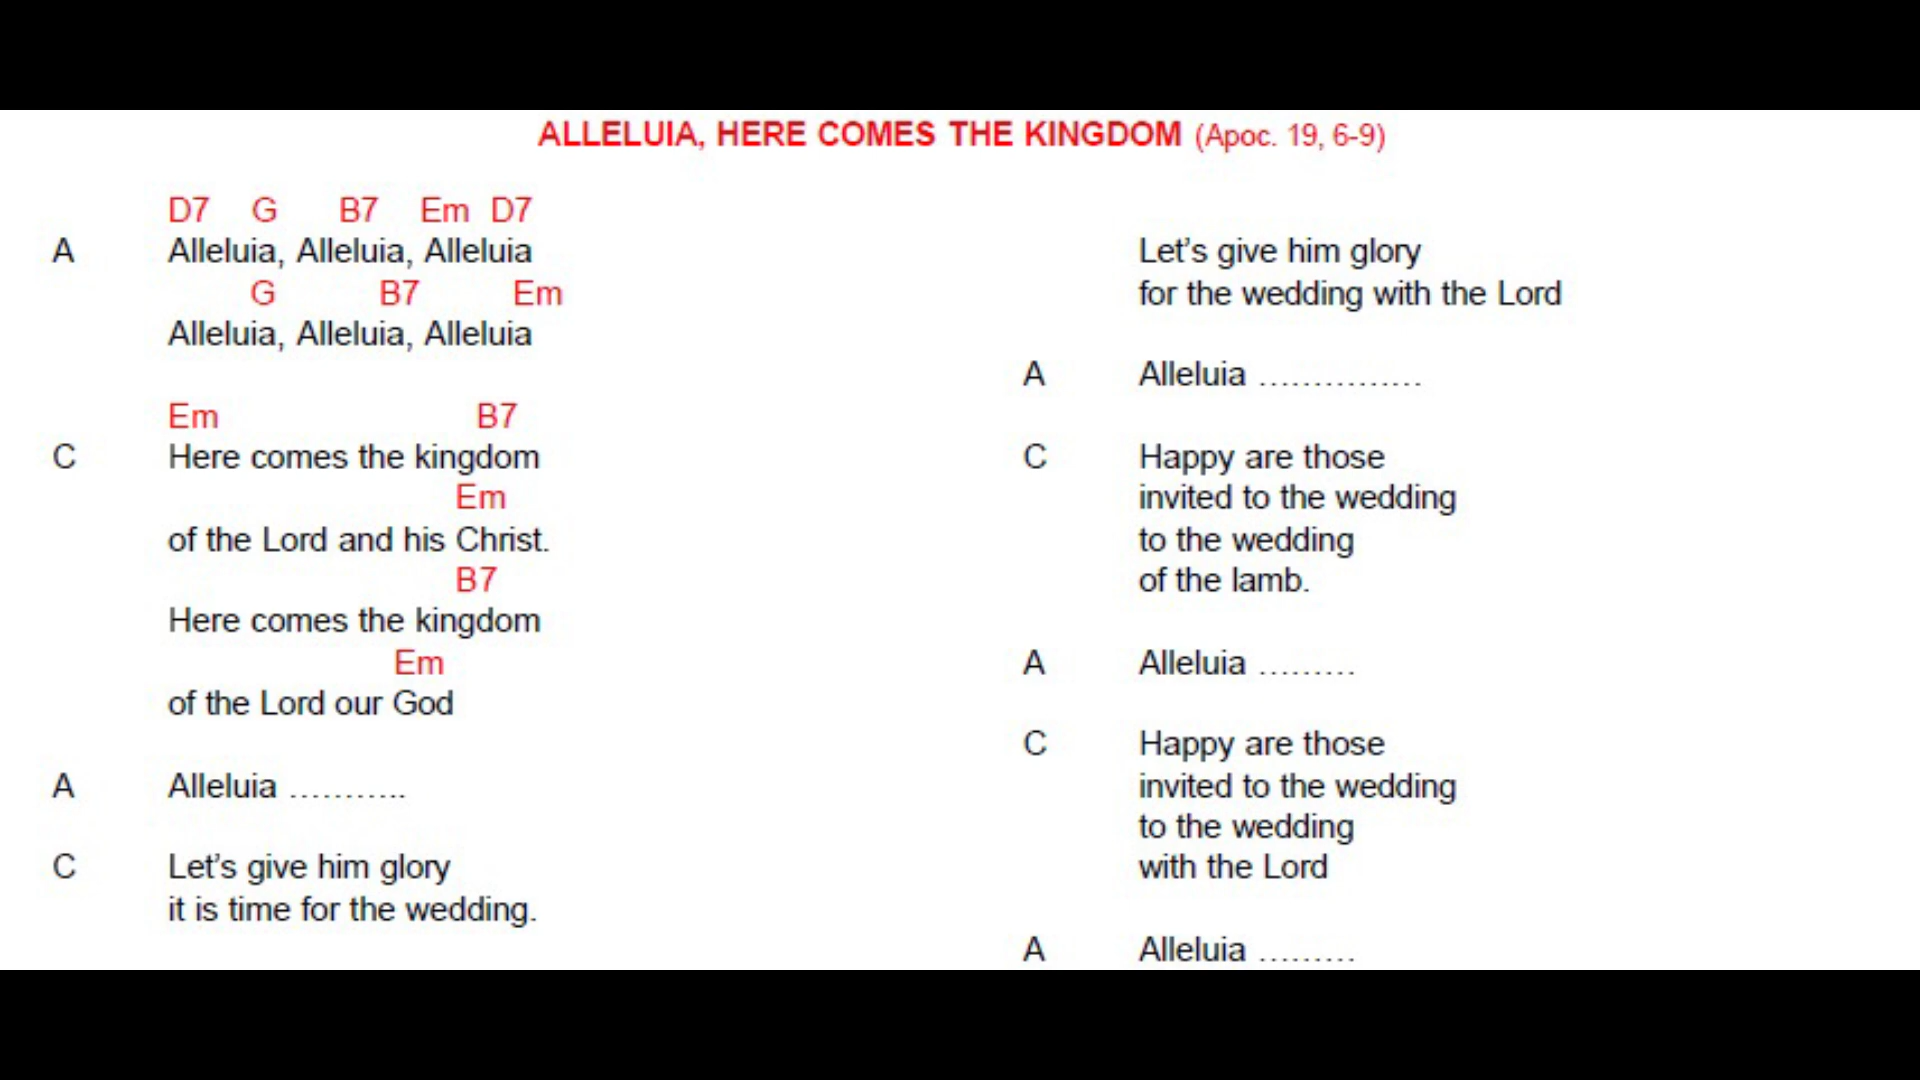 ALLELUIA, HERE COMES THE KINGDOM (Apoc. 19, 6-9)
D7 G B7 Em D7
A Alleluia, Alleluia, Alleluia
G B7 Em
Alleluia, Alleluia, Alleluia
Em B7
C Here comes the kingdom
Em
of the Lord and his Christ.
B7
Here comes the kingdom
Em
of the Lord our God
A Alleluia ...........
C Let's give him glory
it is time for the wedding.
Let's give him glory
for the wedding with the Lord
A Alleluia ...............
C Happy are those
invited to the wedding
to the wedding
of the lamb.
A Alleluia .........
C Happy are those
invited to the wedding
to the wedding
with the Lord
A Alleluia .........